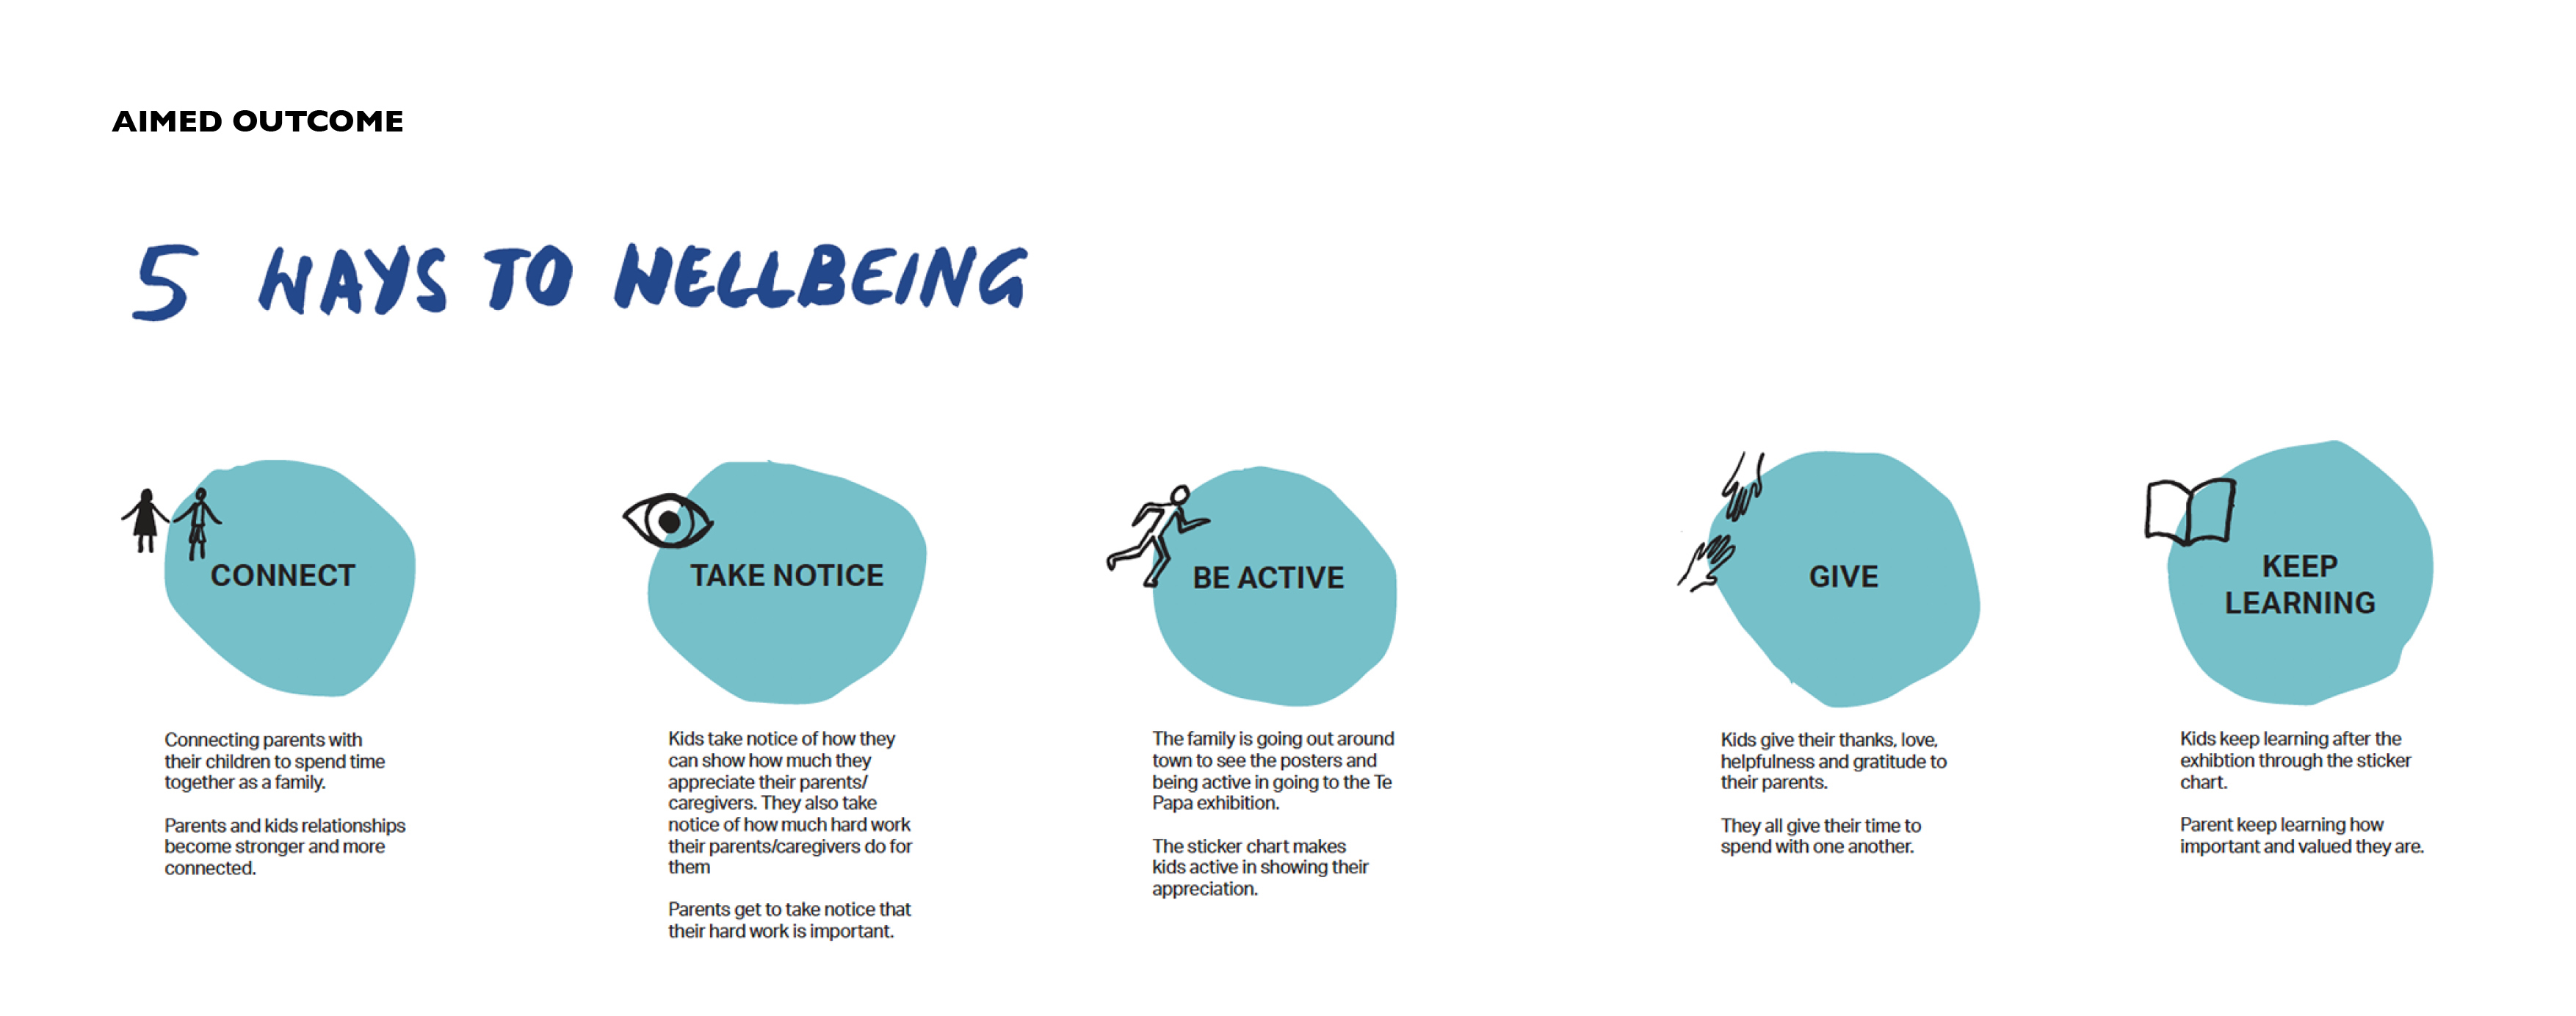 AIMED OUTCOME
5 WAYS TO WELLBEING
CONNECT
Connecting parents with
their children to spend time
together as a family.
Parents and kids relationships
become stronger and more
connected.
TAKE NOTICE
Kids take notice of how they
can show how much they
appreciate their parents/
caregivers. They also take
notice of how much hard work
their parents/caregivers do for
them
Parents get to take notice that
their hard work is important.
BE ACTIVE
The family is going out around
town to see the posters and
being active in going to the Te
Papa exhibition.
The sticker chart makes
kids active in showing their
appreciation.
GIVE
Kids give their thanks, love,
helpfulness and gratitude to
their parents.
They all give their time to
spend with one another.
KEEP
LEARNING
Kids keep learning after the
exhibtion through the sticker
chart.
Parent keep learning how
important and valued they are.